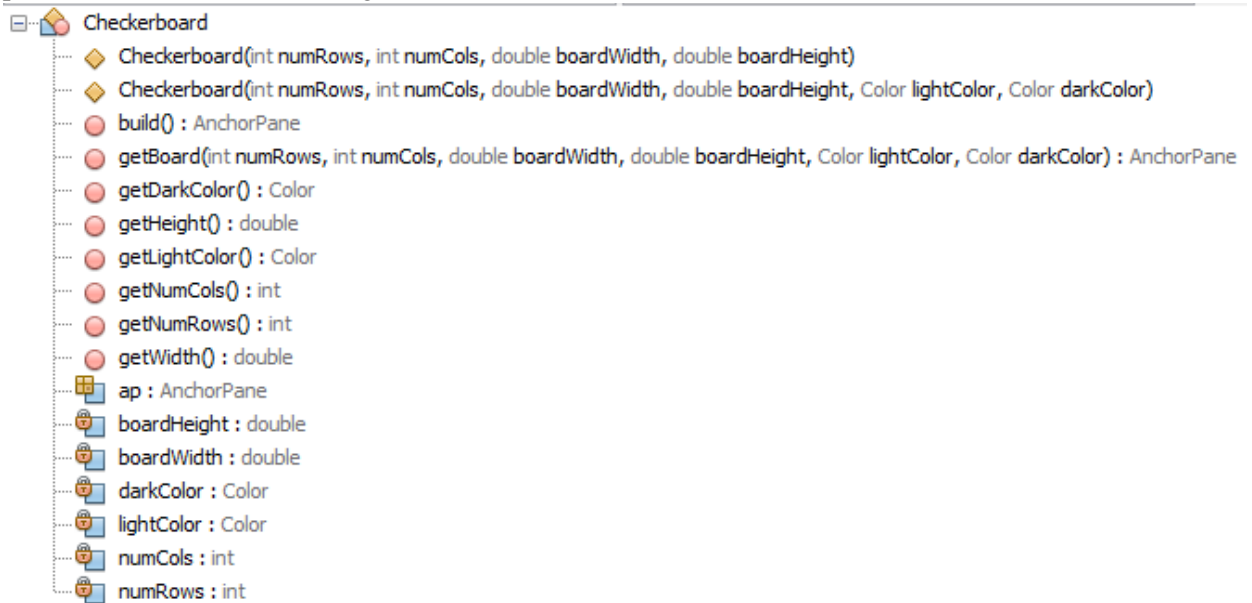 Checkerboard
Checkerboard(int numRows, int numCols, double boardWidth, double boardHeight)
Checkerboard(int numRows, int numCols, double boardWidth, double boardHeight, Color lightColor, Color darkColor)
build() : AnchorPane
getBoard(int numRows, int numCols, double boardWidth, double boardHeight, Color lightColor, Color darkColor) : AnchorPane
getDarkColor() : Color
getHeight() : double
getLightColor() : Color
getNumCols() : int
getNumRows() : int
getWidth() : double
ap : AnchorPane
boardHeight : double
boardWidth : double
darkColor : Color
lightColor : Color
numCols : int
numRows : int